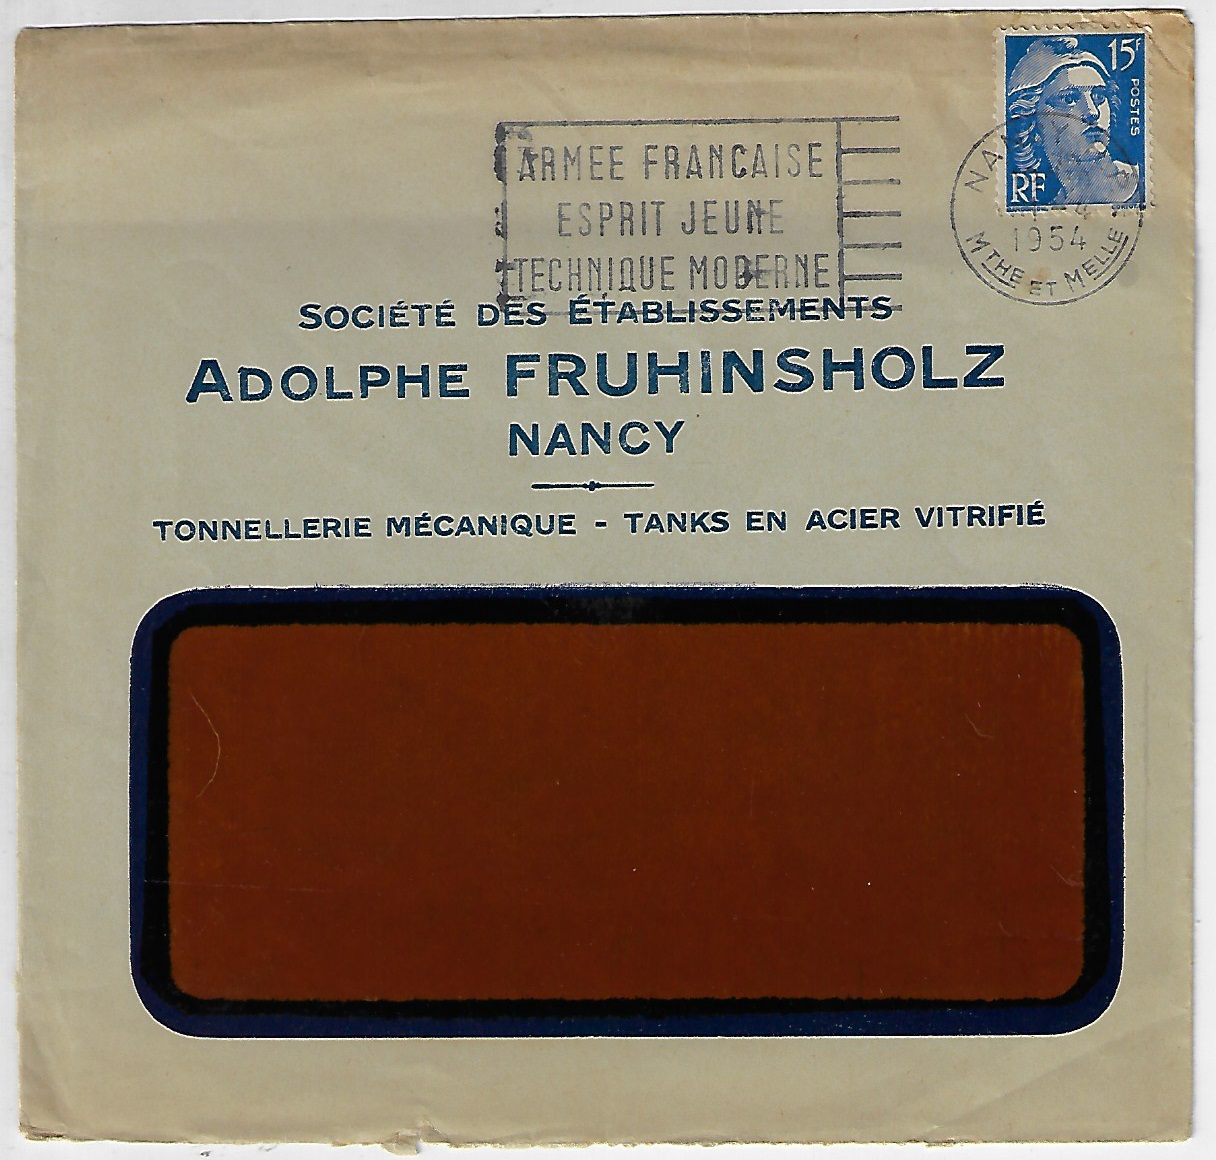 15F
POSTES
RF
ARMEE FRANCAISE
ESPRIT JEUNE
TECHNIQUE MODERNE
1954
MTHE ET MELLE
SOCIÉTÉ DES ÉTABLISSEMENTS
ADOLPHE FRUHINSHOLZ
NANCY
TONNELLERIE MÉCANIQUE - TANKS EN ACIER VITRIFIÉ